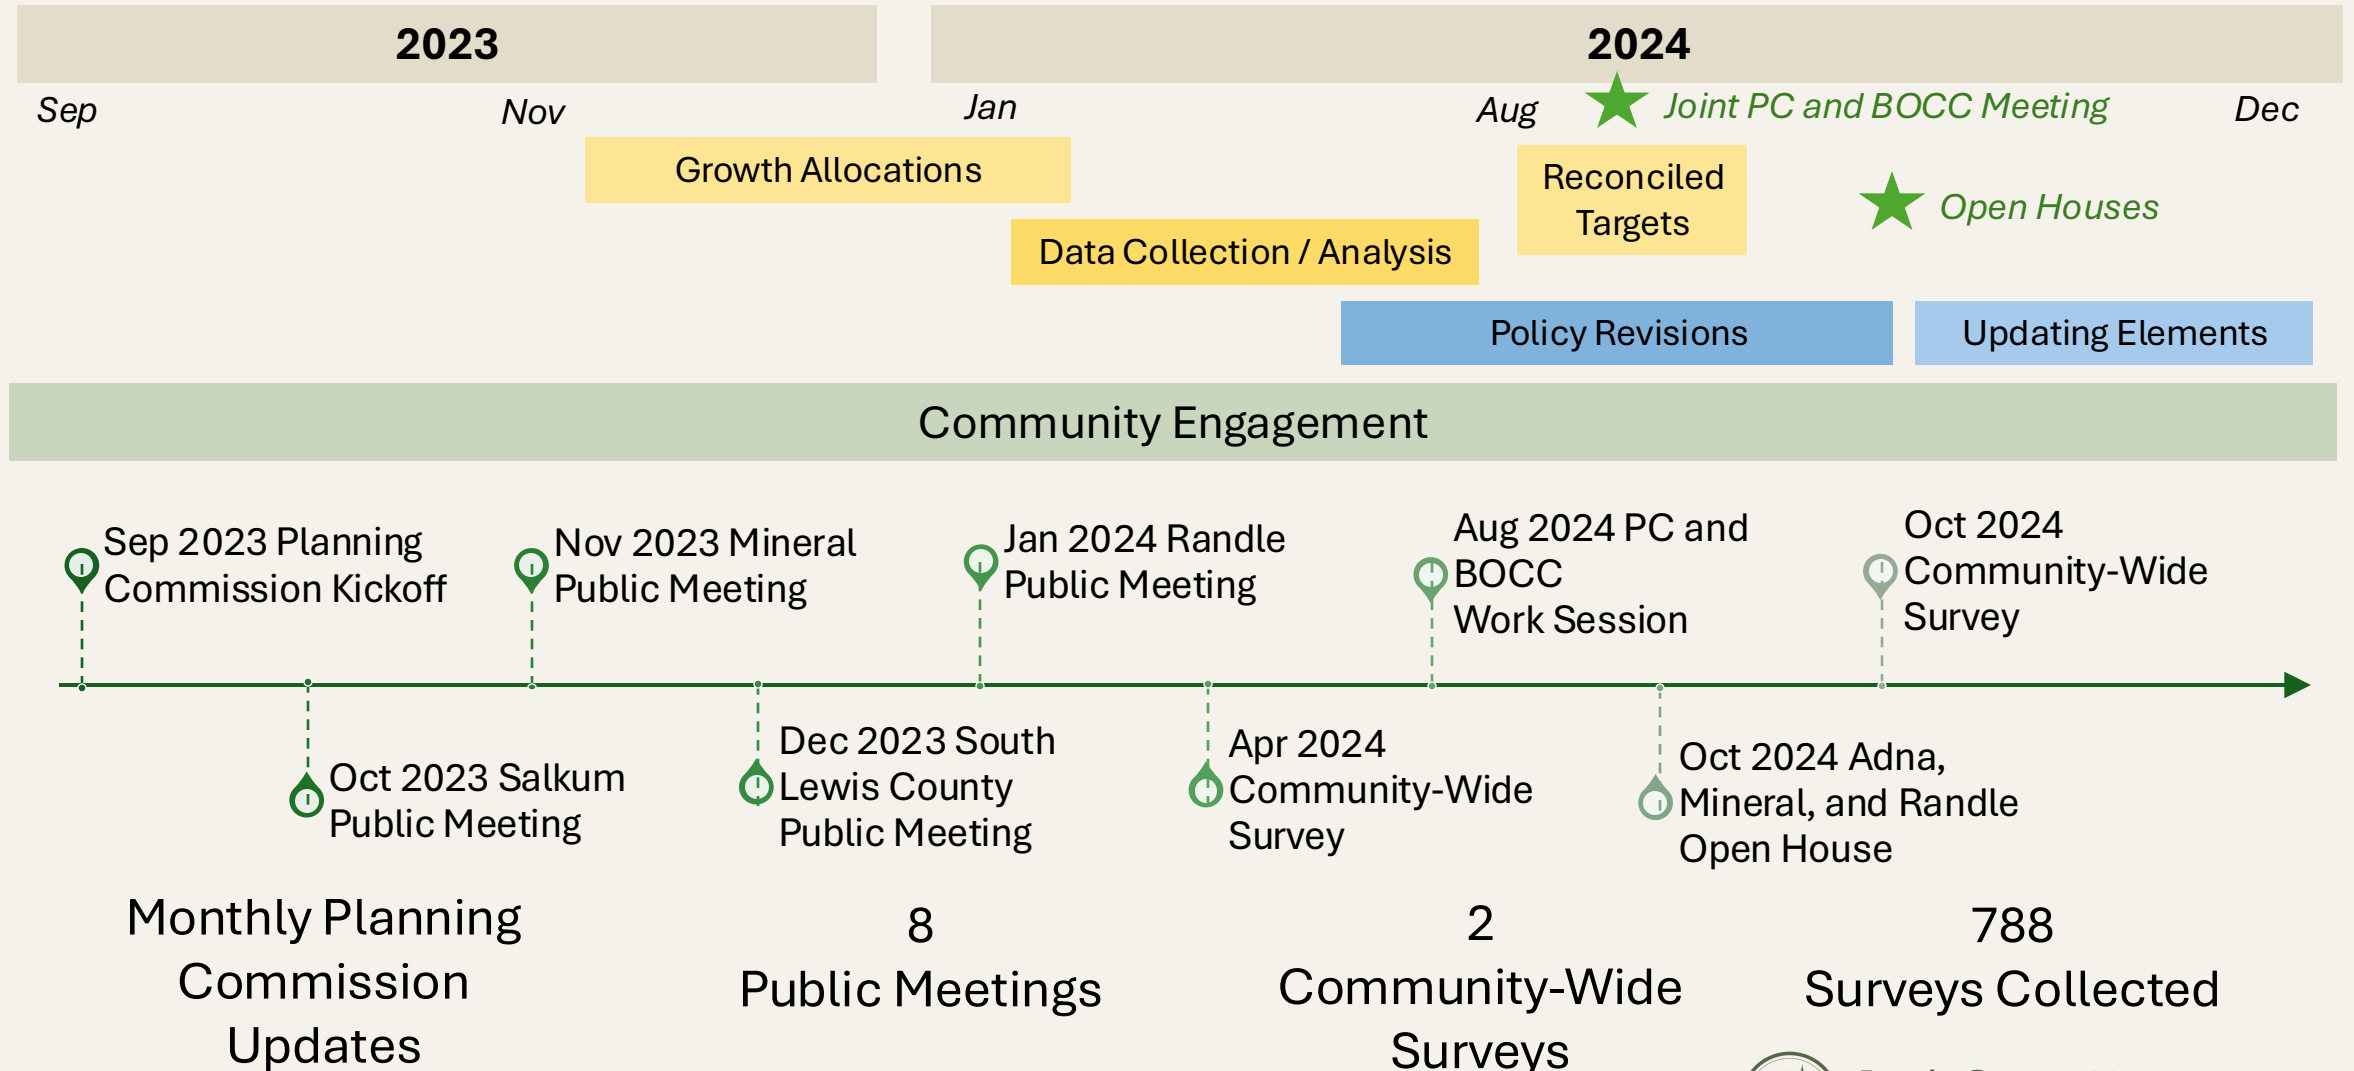 2023
2024
Sep
Nov
Jan
Aug
Joint PC and BOCC Meeting
Dec
Growth Allocations
Reconciled
Targets
Open Houses
Data Collection / Analysis
Policy Revisions
Updating Elements
Community Engagement
Sep 2023 Planning
Commission Kickoff
Nov 2023 Mineral
Public Meeting
Jan 2024 Randle
Public Meeting
Aug 2024 PC and
BOCC
Work Session
Oct 2024
Community-Wide
Survey
Oct 2023 Salkum
Public Meeting
Dec 2023 South
Lewis County
Public Meeting
Apr 2024
Community-Wide
Survey
Oct 2024 Adna,
Mineral, and Randle
Open House
Monthly Planning
Commission
Updates
8
Public Meetings
2
Community-Wide
Surveys
788
Surveys Collected